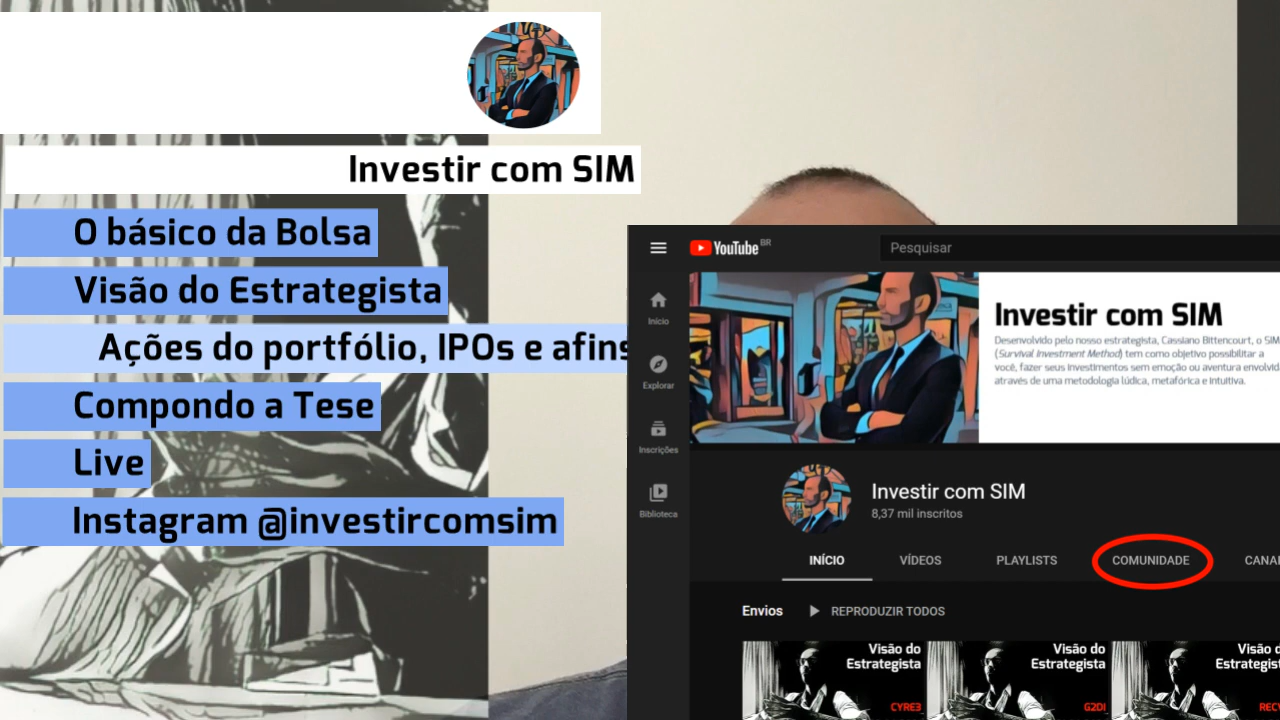 Investir com SIM
O básico da Bolsa
Visão do Estrategista
Ações do portfólio, IPOs e afins
Compondo a Tese
Live
Instagram @investircomsim
YouTube BR
Pesquisar
Início
Explorar
Inscrições
Biblioteca
Investir com SIM
Desenvolvido pelo nosso estrategista, Cassiano Bittencourt, o SIM
(Survival Investment Method) tem como objetivo possibilitar a
você, fazer seus investimentos sem emoção ou aventura
através de uma metodologia lúdica, metafórica e intuitiva.
Investir com SIM
8,37 mil inscritos
INÍCIO VÍDEOS PLAYLISTS COMUNIDADE
Envios REPRODUZIR TODOS
Visão do
Estrategista
CYRE3
Visão do
Estrategista
G2DI
Visão
Estrategista